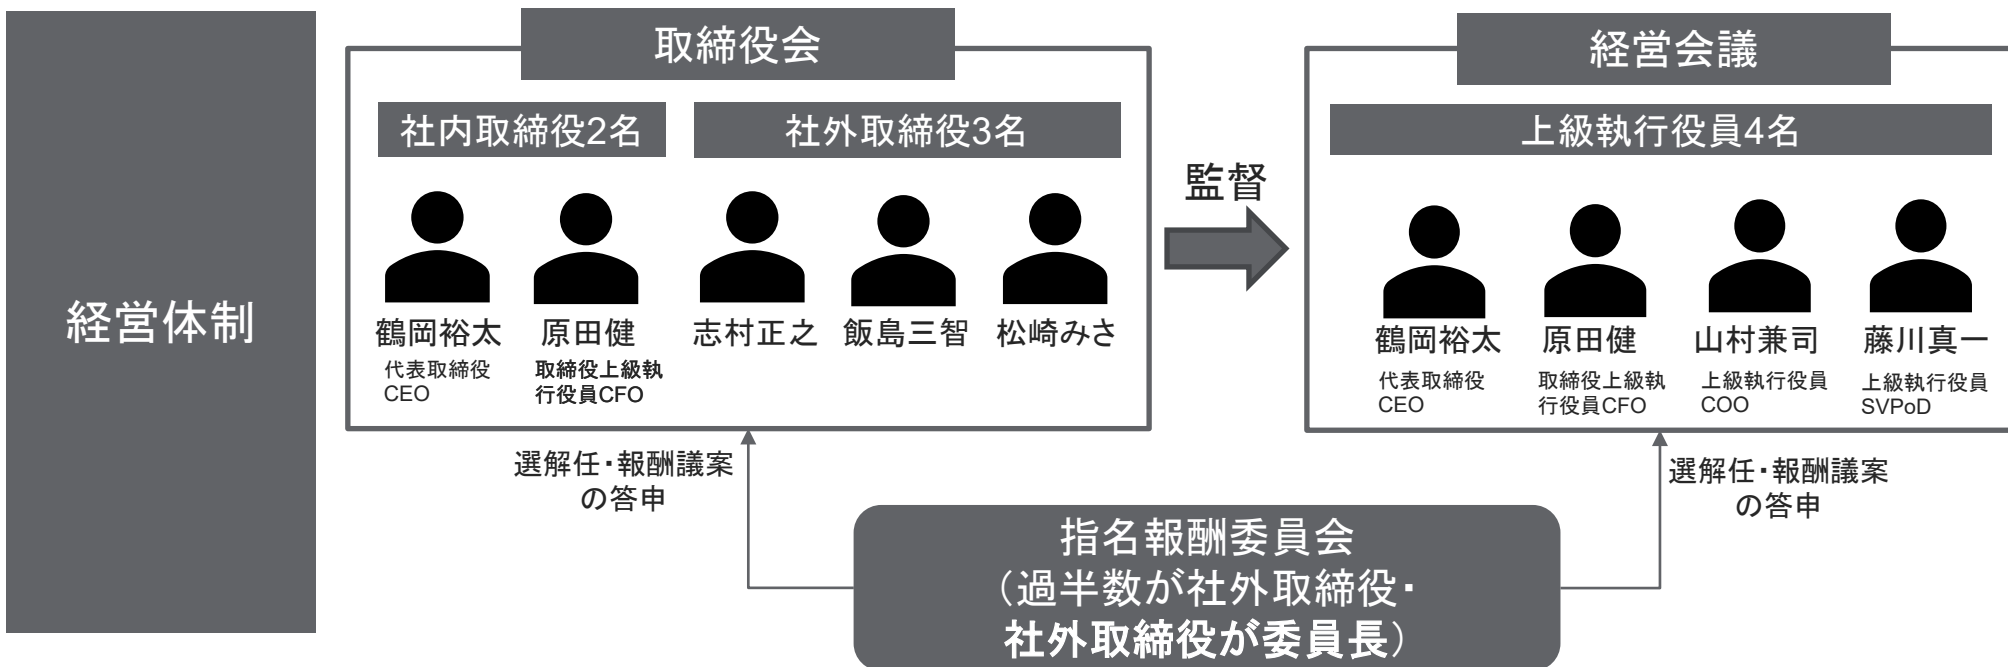 経営体制
取締役会
社内取締役2名
社外取締役3名
鶴岡裕太
代表取締役
CEO
原田健
取締役上級執
行役員CFO
志村正之
飯島三智
松崎みさ
監督
経営会議
上級執行役員4名
鶴岡裕太
代表取締役
CEO
原田健
取締役上級執
行役員CFO
山村兼司
上級執行役員
COO
藤川真一
上級執行役員
SVPoD
選解任・報酬議案
の答申
選解任・報酬議案
の答申
指名報酬委員会
（過半数が社外取締役・
社外取締役が委員長）